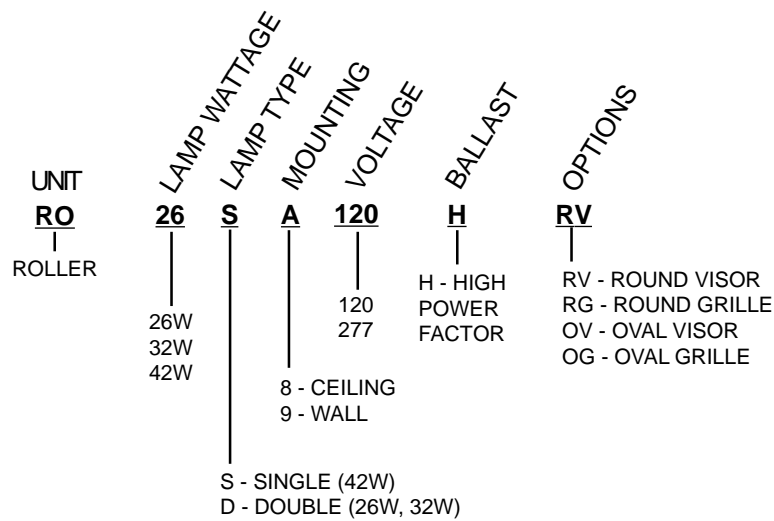 LAMP WATTAGE
LAMP TYPE
MOUNTING
VOLTAGE
BALLAST
OPTIONS
UNIT
RO 26 S A 120 H RV
ROLLER
26W
32W
42W
120
277
H - HIGH
POWER
FACTOR
RV - ROUND VISOR
RG - ROUND GRILLE
OV - OVAL VISOR
OG - OVAL GRILLE
8 - CEILING
9 - WALL
S - SINGLE (42W)
D - DOUBLE (26W, 32W)